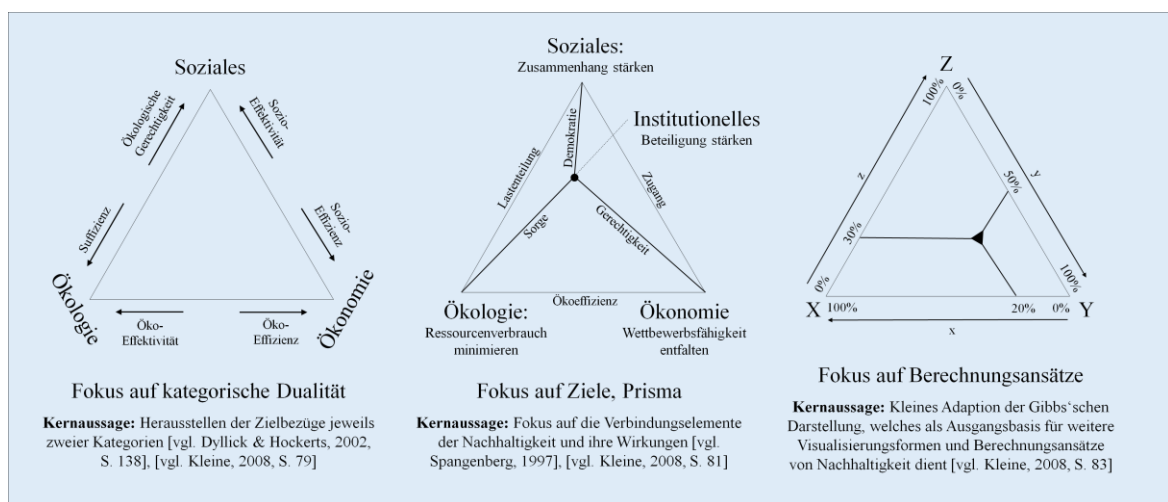 Soziales
Ökologische
Gerechtigkeit
Sozio-
Effektivität
Suffizienz
Sozio-
Effizienz
Ökologie
Ökonomie
Öko-
Effektivität
Öko-
Effizienz
Fokus auf kategorische Dualität
Kernaussage: Herausstellen der Zielbezüge jeweils
zweier Kategorien [vgl. Dyllick & Hockerts, 2002,
S. 138], [vgl. Kleine, 2008, S. 79]
Soziales:
Zusammenhang stärken
Institutionelles
Beteiligung stärken
Demokratie
Lastenteilung
Zugang
Sorge
Gerechtigkeit
Ökoeffizienz
Ökologie:
Ressourcenverbrauch
minimieren
Ökonomie
Wettbewerbsfähigkeit
entfalten
Fokus auf Ziele, Prisma
Kernaussage: Fokus auf die Verbindungselemente
der Nachhaltigkeit und ihre Wirkungen [vgl.
Spangenberg, 1997], [vgl. Kleine, 2008, S. 81]
Z
100%
0%
z
y
50%
30%
0%
100%
X
100%
20%
0%
Y
x
Fokus auf Berechnungsansätze
Kernaussage: Kleines Adaption der Gibbs‘schen
Darstellung, welches als Ausgangsbasis für weitere
Visualisierungsformen und Berechnungsansätze
von Nachhaltigkeit dient [vgl. Kleine, 2008, S. 83]